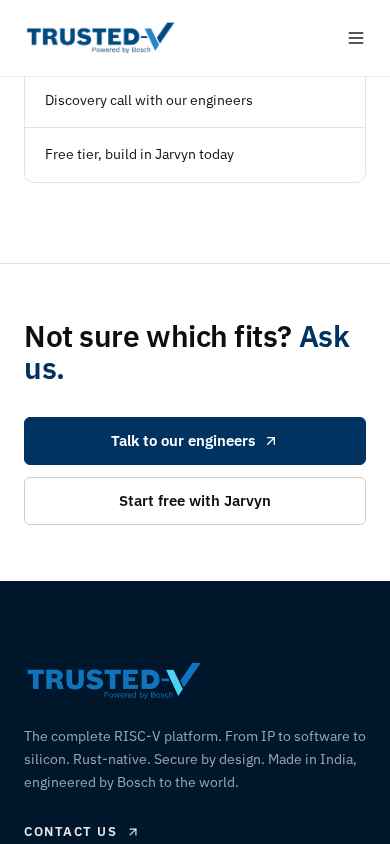 TRUSTED-V
Powered by Bosch
Discovery call with our engineers
Free tier, build in Jarvyn today
Not sure which fits? Ask
us.
Talk to our engineers
Start free with Jarvyn
TRUSTED-V
Powered by Bosch
The complete RISC-V platform. From IP to software to
silicon. Rust-native. Secure by design. Made in India,
engineered by Bosch to the world.
CONTACT US